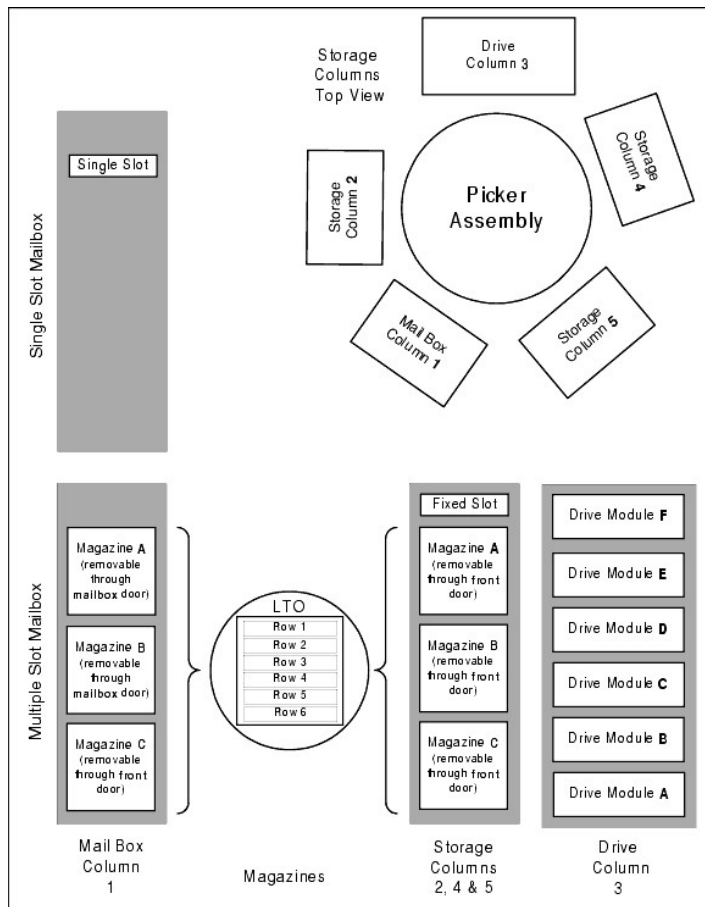 Storage
Columns
Top View
Drive
Column 3
Storage
Column 4
Storage
Column 2
Picker
Assembly
Mail Box
Column 1
Storage
Column 5
Single Slot Mailbox
Single Slot
Multiple Slot Mailbox
Magazine A
(removable
through
mailbox door)
Magazine B
(removable
through
mailbox door)
Magazine C
(removable
through front
door)
LTO
Row 1
Row 2
Row 3
Row 4
Row 5
Row 6
Fixed Slot
Magazine A
(removable
through front
door)
Magazine B
(removable
through front
door)
Magazine C
(removable
through front
door)
Drive Module F
Drive Module E
Drive Module D
Drive Module C
Drive Module B
Drive Module A
Mail Box
Column
1
Magazines
Storage
Columns
2, 4 & 5
Drive
Column
3